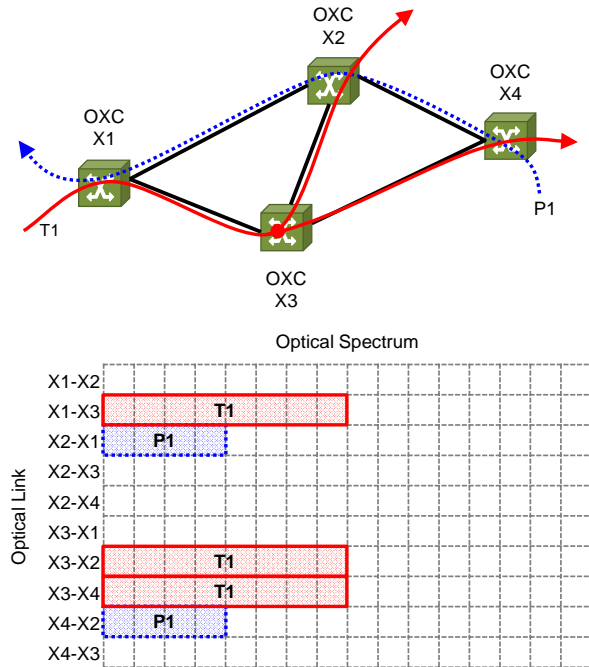 OXC
X2
OXC
X4
OXC
X1
T1
P1
OXC
X3
Optical Spectrum
Optical Link
X1-X2
X1-X3 T1
X2-X1 P1
X2-X3
X2-X4
X3-X1
X3-X2 T1
X3-X4 T1
X4-X2 P1
X4-X3